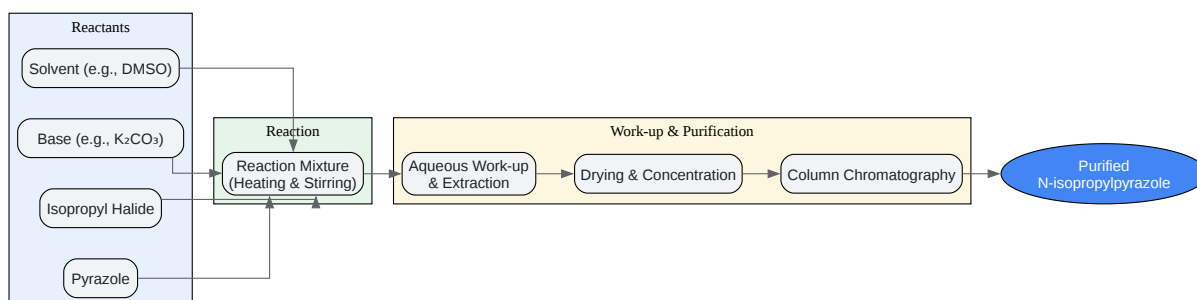 Reactants
Solvent (e.g., DMSO)
Base (e.g., K₂CO₃)
Isopropyl Halide
Pyrazole
Reaction
Reaction Mixture
(Heating & Stirring)
Work-up & Purification
Aqueous Work-up
& Extraction
Drying & Concentration
Column Chromatography
Purified
N-isopropylpyrazole